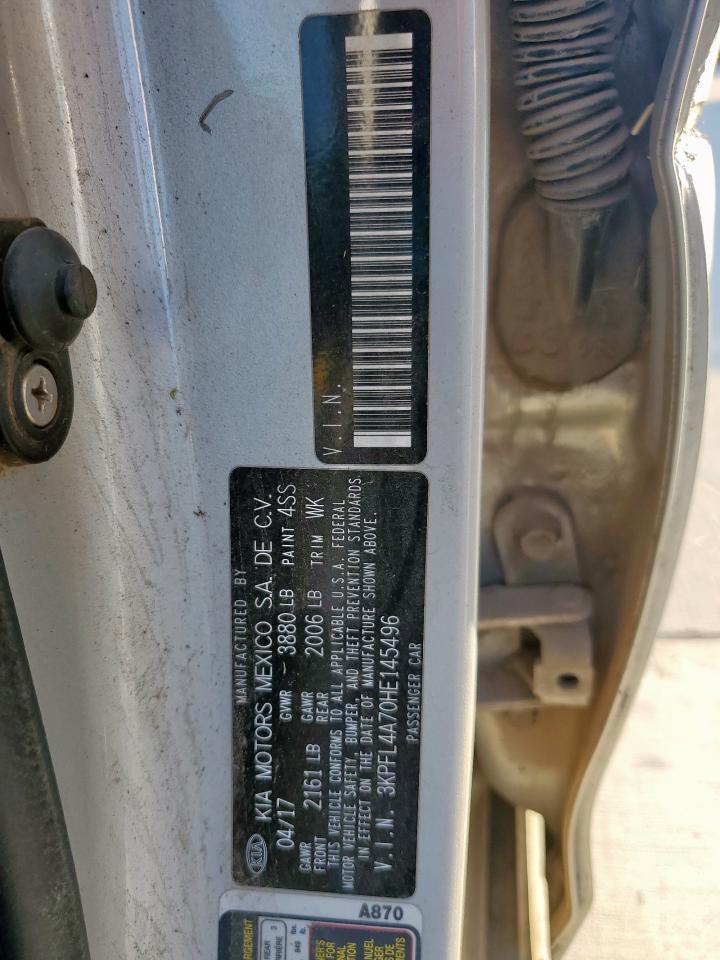 V.I.N.
MANUFACTURED BY
KIA KIA MOTORS MEXICO S.A. DE C.V.
04/17 GVWR - 3880 LB PAINT 4SS
GAWR FRONT 2161 LB GAWR REAR 2006 LB TRIM WK
THIS VEHICLE CONFORMS TO ALL APPLICABLE U.S.A. FEDERAL
MOTOR VEHICLE SAFETY, BUMPER, AND THEFT PREVENTION STANDARDS
IN EFFECT ON THE DATE OF MANUFACTURE SHOWN ABOVE.
V.I.N. 3KPFL4A70HE145496
PASSENGER CAR
A870